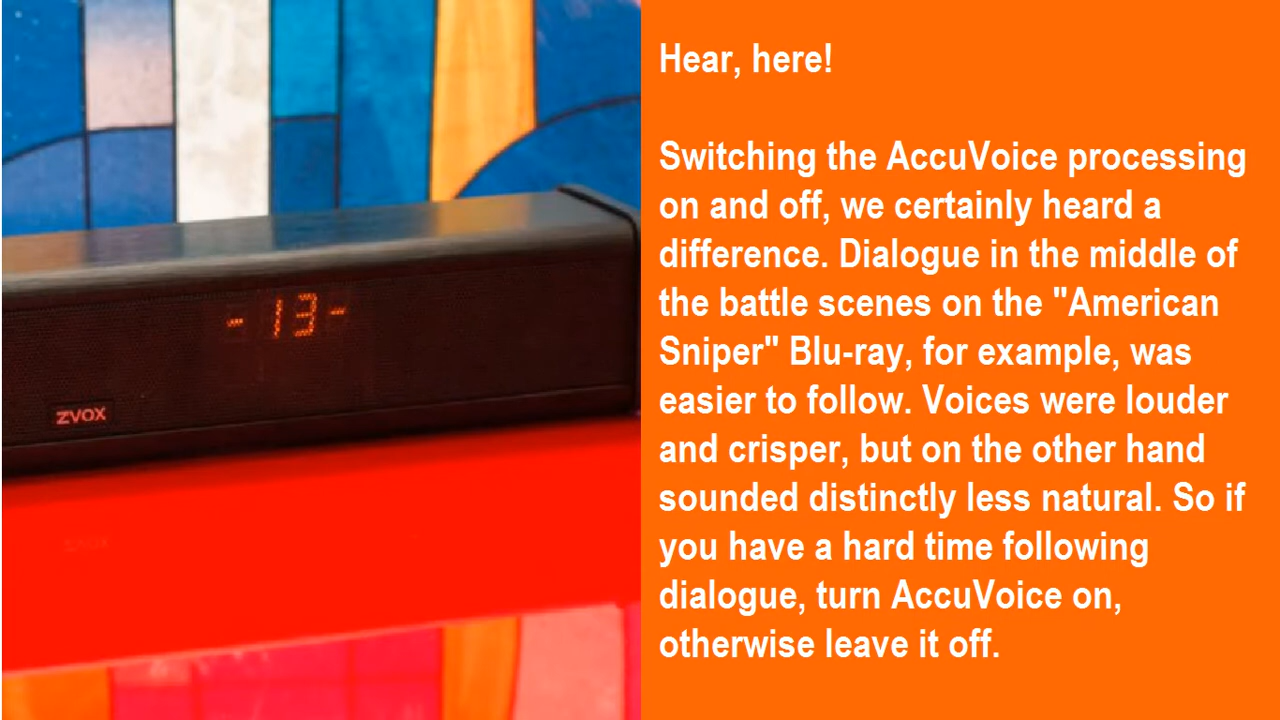 -13-
ZVOX
Hear, here!
Switching the AccuVoice processing
on and off, we certainly heard a
difference. Dialogue in the middle of
the battle scenes on the "American
Sniper" Blu-ray, for example, was
easier to follow. Voices were louder
and crisper, but on the other hand
sounded distinctly less natural. So if
you have a hard time following
dialogue, turn AccuVoice on,
otherwise leave it off.